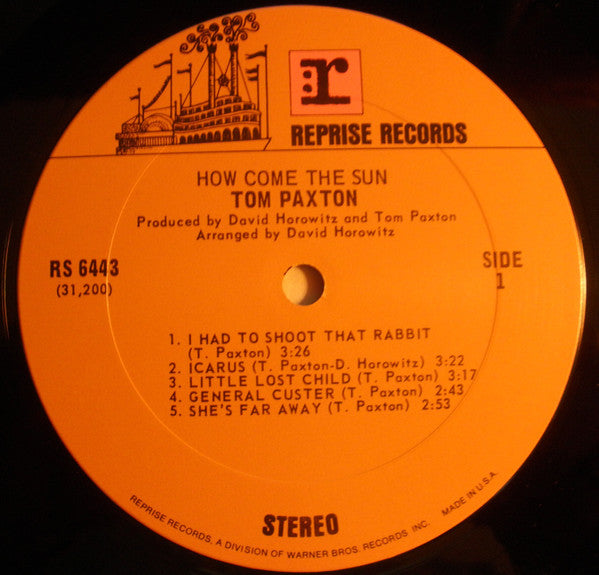 r
REPRISE RECORDS
HOW COME THE SUN
TOM PAXTON
Produced by David Horowitz and Tom Paxton
Arranged by David Horowitz
RS 6443
(31,200)
SIDE
1
1. I HAD TO SHOOT THAT RABBIT
(T. Paxton) 3:26
2. ICARUS (T. Paxton-D. Horowitz) 3:22
3. LITTLE LOST CHILD (T. Paxton) 3:17
4. GENERAL CUSTER (T. Paxton) 2:43
5. SHE'S FAR AWAY (T. Paxton) 2:53
STEREO
REPRISE RECORDS, A DIVISION OF WARNER BROS. RECORDS INC. MADE IN U.S.A.